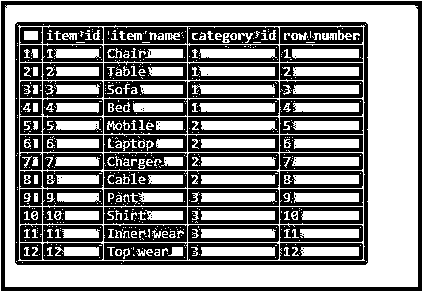 item_id item_name category_id row_number
1 1 Chair 1 1
2 2 Table 1 2
3 3 Sofa 1 3
4 4 Bed 1 4
5 5 Mobile 2 5
6 6 Laptop 2 6
7 7 Charger 2 7
8 8 Cable 2 8
9 9 Pant 3 9
10 10 Shirt 3 10
11 11 Inner wear 3 11
12 12 Top wear 3 12